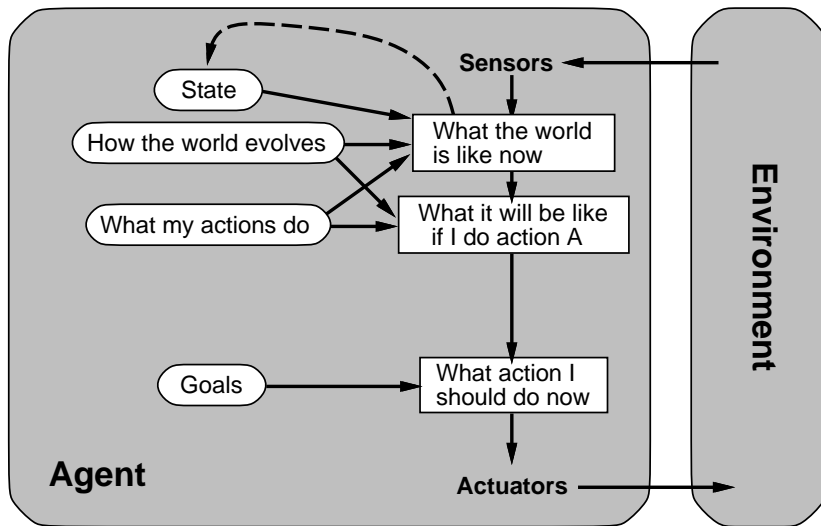 Sensors
State
How the world evolves
What the world
is like now
What my actions do
What it will be like
if I do action A
Goals
What action I
should do now
Agent
Actuators
Environment